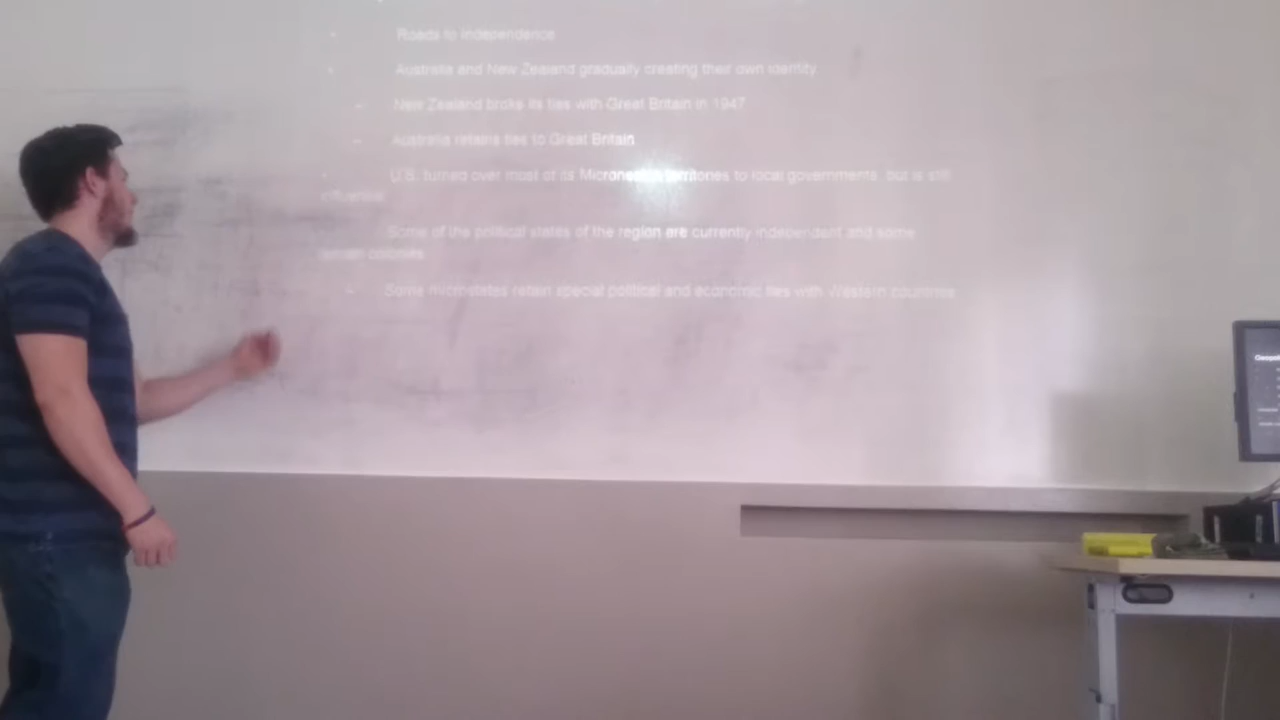 Roads to Independence
Australia and New Zealand gradually creating their own identity.
New Zealand broke its ties with Great Britain in 1947
Australia retains ties to Great Britain
U.S. turned over most of its Micronesian territories to local governments, but is still
influential
Some of the political states of the region are currently independent and some
remain colonies
Some microstates retain special political and economic ties with Western countries